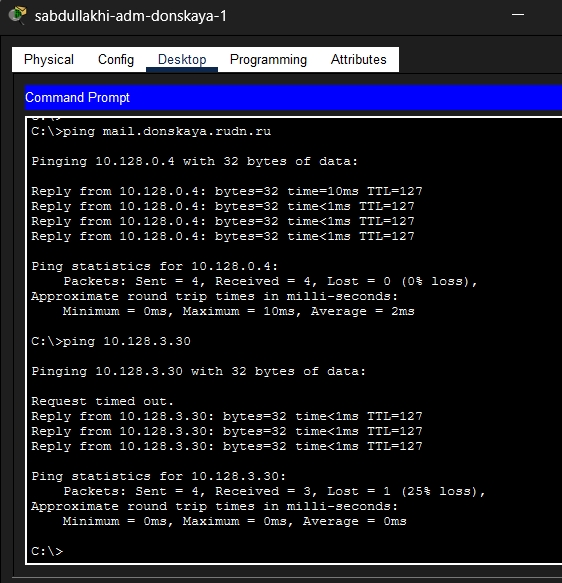 sabdullakhi-adm-donskaya-1
Physical Config Desktop Programming Attributes
Command Prompt
C:\>ping mail.donskaya.rudn.ru
Pinging 10.128.0.4 with 32 bytes of data:
Reply from 10.128.0.4: bytes=32 time=10ms TTL=127
Reply from 10.128.0.4: bytes=32 time<1ms TTL=127
Reply from 10.128.0.4: bytes=32 time<1ms TTL=127
Reply from 10.128.0.4: bytes=32 time<1ms TTL=127
Ping statistics for 10.128.0.4:
Packets: Sent = 4, Received = 4, Lost = 0 (0% loss),
Approximate round trip times in milli-seconds:
Minimum = 0ms, Maximum = 10ms, Average = 2ms
C:\>ping 10.128.3.30
Pinging 10.128.3.30 with 32 bytes of data:
Request timed out.
Reply from 10.128.3.30: bytes=32 time<1ms TTL=127
Reply from 10.128.3.30: bytes=32 time<1ms TTL=127
Reply from 10.128.3.30: bytes=32 time<1ms TTL=127
Ping statistics for 10.128.3.30:
Packets: Sent = 4, Received = 3, Lost = 1 (25% loss),
Approximate round trip times in milli-seconds:
Minimum = 0ms, Maximum = 0ms, Average = 0ms
C:\>